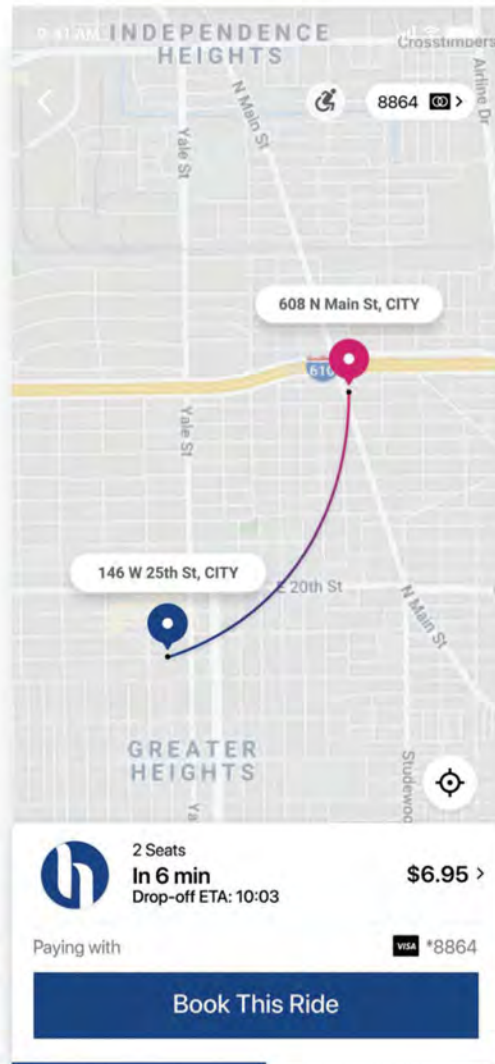 9:41 AM
INDEPENDENCE
HEIGHTS
Crosstimbers
Airline Dr
N Main St
8864
Yale St
608 N Main St, CITY
610
Yale St
146 W 25th St, CITY
E 20th St
N Main St
GREATER
HEIGHTS
Studewoo
Ya
2 Seats
In 6 min
$6.95 >
Drop-off ETA: 10:03
Paying with
VISA *8864
Book This Ride